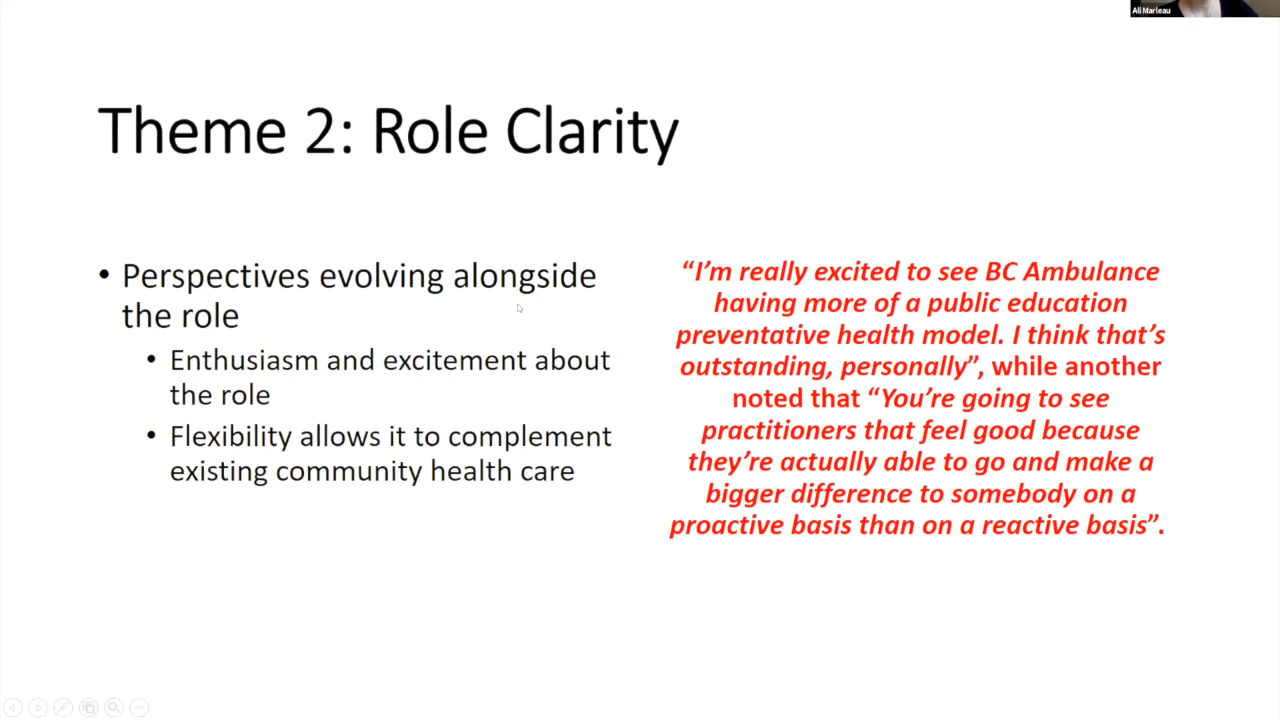 Ali Marleau
Theme 2: Role Clarity
• Perspectives evolving alongside
the role
• Enthusiasm and excitement about
the role
• Flexibility allows it to complement
existing community health care
“I’m really excited to see BC Ambulance
having more of a public education
preventative health model. I think that’s
outstanding, personally”, while another
noted that “You’re going to see
practitioners that feel good because
they’re actually able to go and make a
bigger difference to somebody on a
proactive basis than on a reactive basis”.